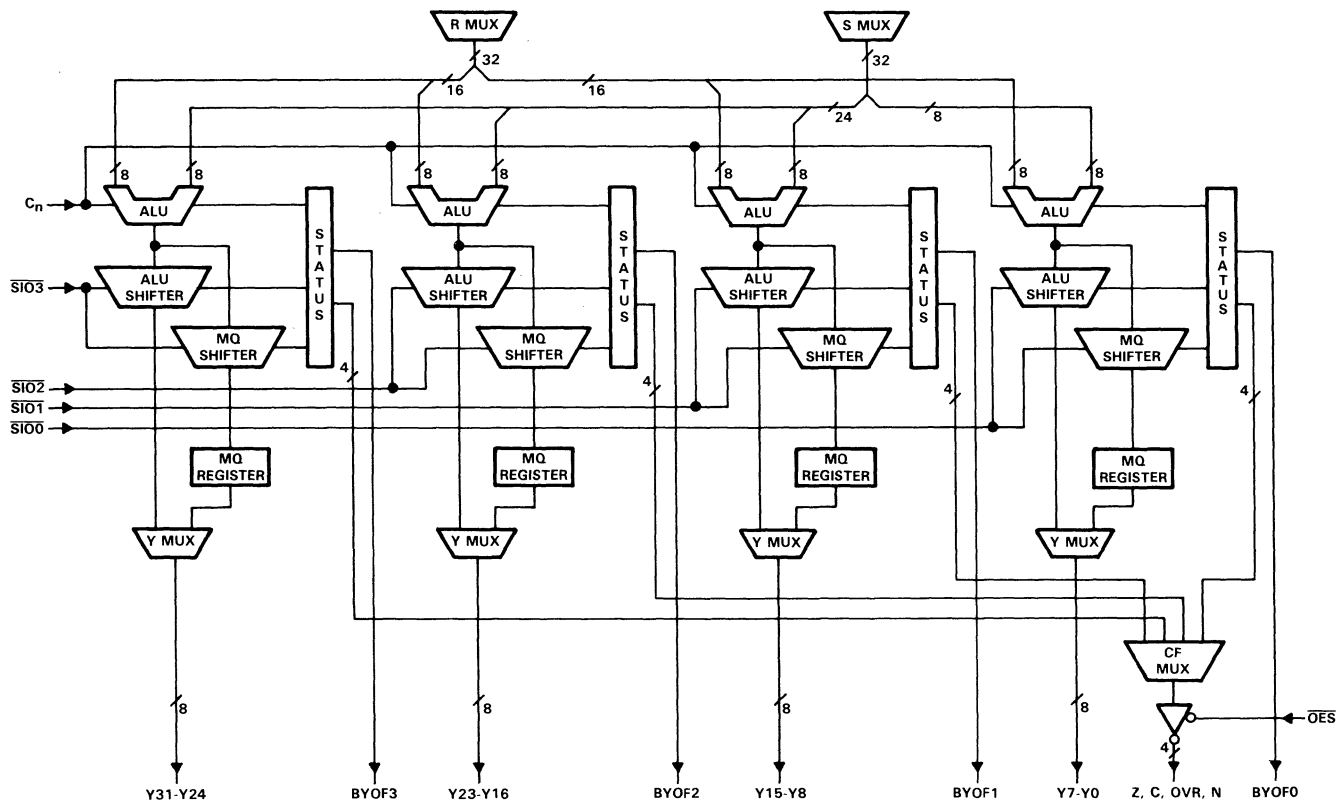 R MUX
S MUX
32
32
16
16
24
8
8
8
8
8
8
8
8
8
Cn
ALU
ALU
ALU
ALU
STATUS
STATUS
STATUS
STATUS
SIO3
ALU
SHIFTER
ALU
SHIFTER
ALU
SHIFTER
ALU
SHIFTER
MQ
SHIFTER
MQ
SHIFTER
MQ
SHIFTER
MQ
SHIFTER
4
4
4
4
SIO2
SIO1
SIO0
MQ
REGISTER
MQ
REGISTER
MQ
REGISTER
MQ
REGISTER
Y MUX
Y MUX
Y MUX
Y MUX
CF
MUX
8
8
8
8
OES
4
Y31-Y24
BYOF3
Y23-Y16
BYOF2
Y15-Y8
BYOF1
Y7-Y0
Z, C, OVR, N
BYOF0